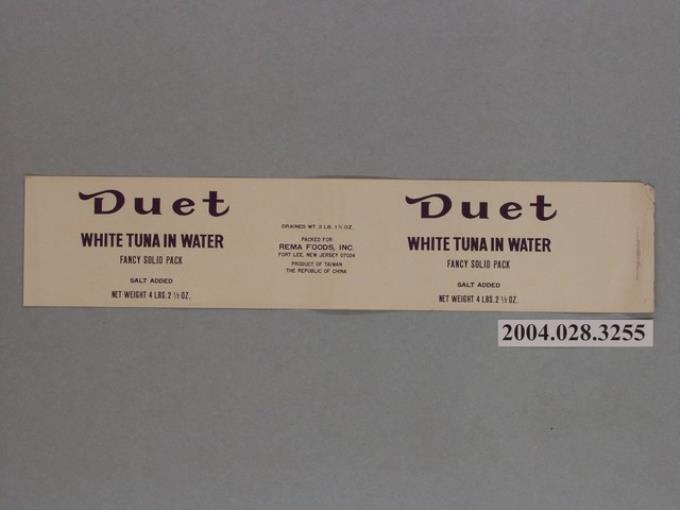 Duet
WHITE TUNA IN WATER
FANCY SOLID PACK
SALT ADDED
NET WEIGHT 4 LBS. 2 ½ OZ.
DRAINED WT. 3 LB. OZ.
PACKED FOR
REMA FOODS, INC.
FORT LEE, NEW JERSEY 07024
PRODUCT OF TAIWAN
THE REPUBLIC OF CHINA
Duet
WHITE TUNA IN WATER
FANCY SOLID PACK
SALT ADDED
NET WEIGHT 4 LBS. 2 ½ OZ.
2004.028.3255